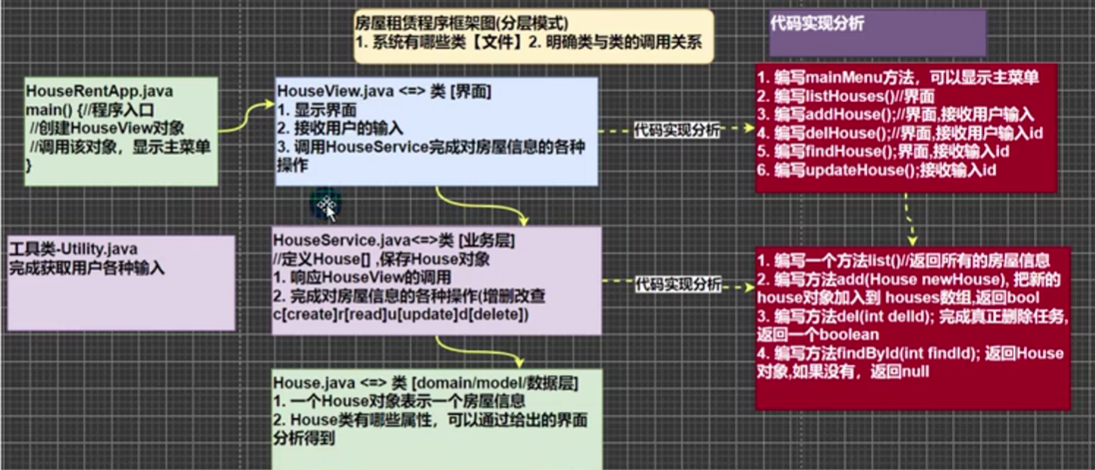 房屋租赁程序框架图(分层模式)
1. 系统有哪些类【文件】2. 明确类与类的调用关系
代码实现分析
HouseRentApp.java
main() {//程序入口
//创建HouseView对象
//调用该对象，显示主菜单
}
HouseView.java <=> 类 [界面]
1. 显示界面
2. 接收用户的输入
3. 调用HouseService完成对房屋信息的各种
操作
代码实现分析
1. 编写mainMenu方法，可以显示主菜单
2. 编写listHouses()//界面
3. 编写addHouse();//界面,接收用户输入
4. 编写delHouse();//界面,接收用户输入id
5. 编写findHouse;界面,接收输入id
6. 编写updateHouse();接收输入id
工具类-Utility.java
完成获取用户各种输入
HouseService.java<=>类 [业务层]
//定义House[] ,保存House对象
1. 响应HouseView的调用
2. 完成对房屋信息的各种操作(增删改查
c[create]r[read]u[update]d[delete])
代码实现分析
1. 编写一个方法list()//返回所有的房屋信息
2. 编写方法add(House newHouse), 把新的
house对象加入到 houses数组,返回bool
3. 编写方法del(int delId); 完成真正删除任务,
返回一个boolean
4. 编写方法findById(int findId); 返回House
对象,如果没有，返回null
House.java <=> 类 [domain/model/数据层]
1. 一个House对象表示一个房屋信息
2. House类有哪些属性，可以通过给出的界面
分析得到